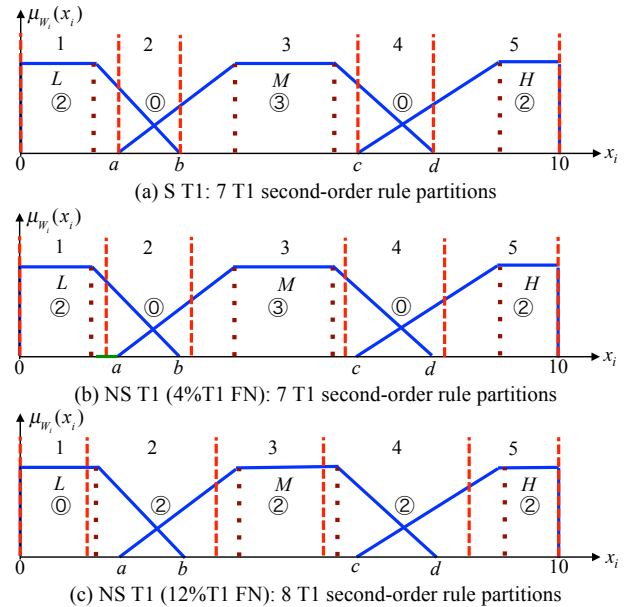 μ_{W_i}(x_i)
1 2 3 4 5
L M H
② ⓪ ③ ⓪ ②
0 a b c d 10 x_i
(a) S T1: 7 T1 second-order rule partitions
μ_{W_i}(x_i)
1 2 3 4 5
L M H
② ⓪ ③ ⓪ ②
0 a b c d 10 x_i
(b) NS T1 (4%T1 FN): 7 T1 second-order rule partitions
μ_{W_i}(x_i)
1 2 3 4 5
L M H
⓪ ② ② ② ②
0 a b c d 10 x_i
(c) NS T1 (12%T1 FN): 8 T1 second-order rule partitions